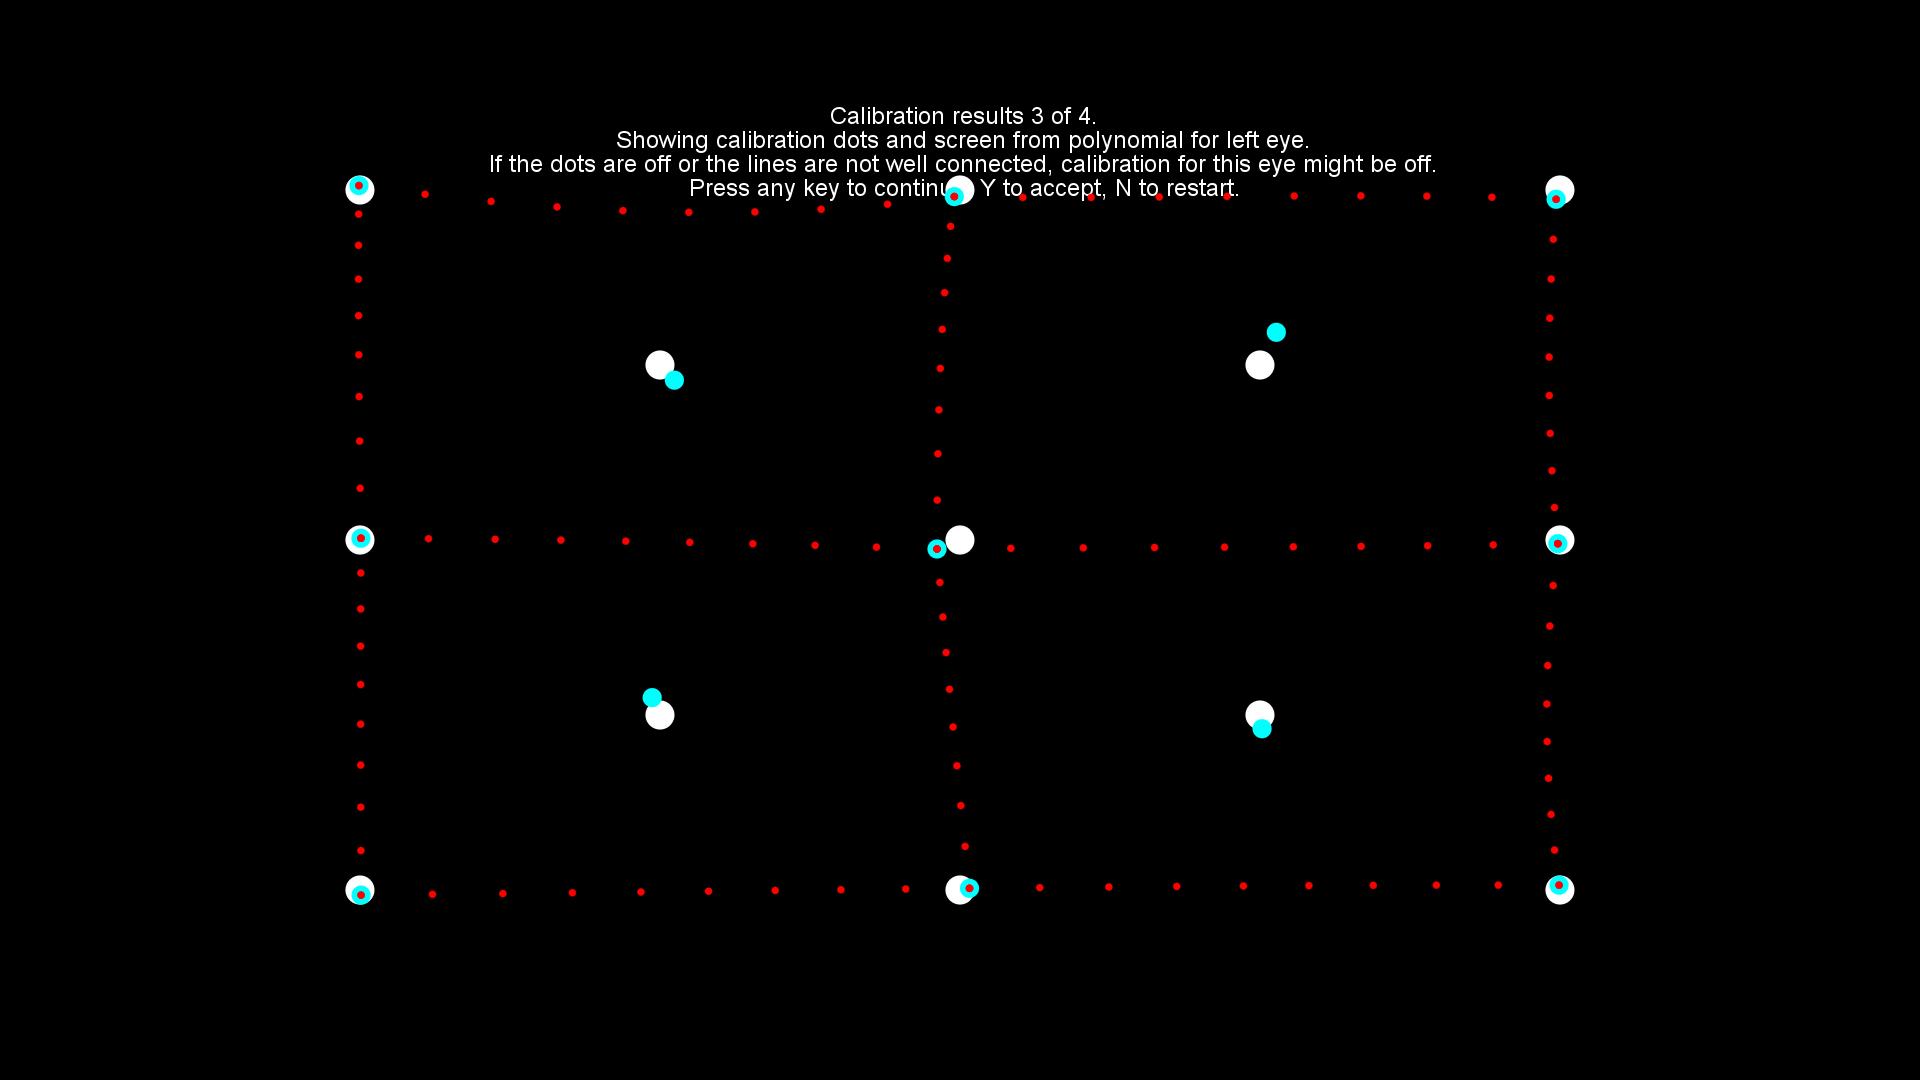 Calibration results 3 of 4.
Showing calibration dots and screen from polynomial for left eye.
If the dots are off or the lines are not well connected, calibration for this eye might be off.
Press any key to continu Y to accept, N to restart.